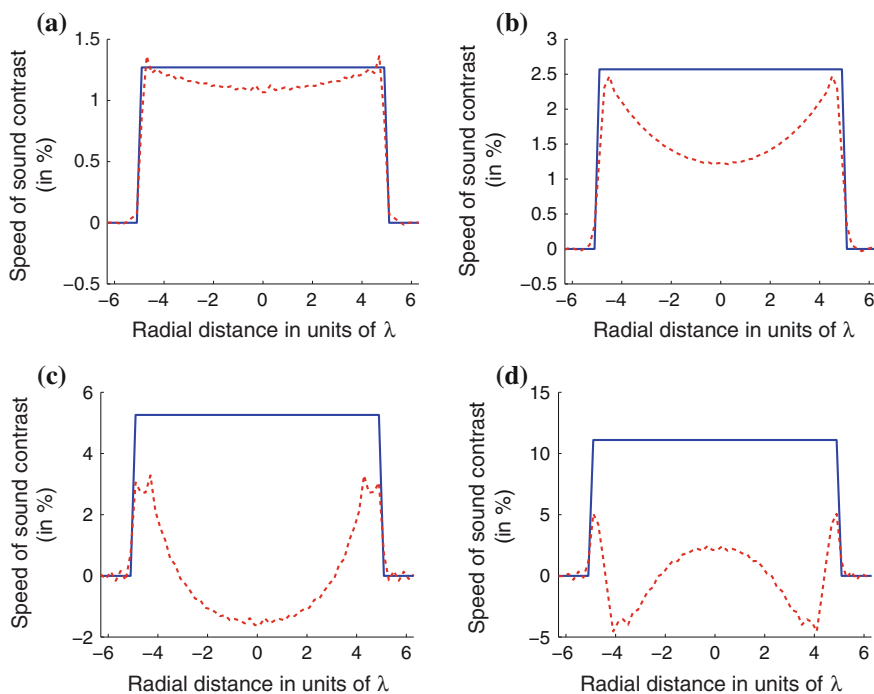 (a)
Speed of sound contrast
(in %)
1.5
1
0.5
0
−0.5
−6 −4 −2 0 2 4 6
Radial distance in units of λ
(b)
Speed of sound contrast
(in %)
3
2.5
2
1.5
1
0.5
0
−0.5
−6 −4 −2 0 2 4 6
Radial distance in units of λ
(c)
Speed of sound contrast
(in %)
6
4
2
0
−2
−6 −4 −2 0 2 4 6
Radial distance in units of λ
(d)
Speed of sound contrast
(in %)
15
10
5
0
−5
−6 −4 −2 0 2 4 6
Radial distance in units of λ